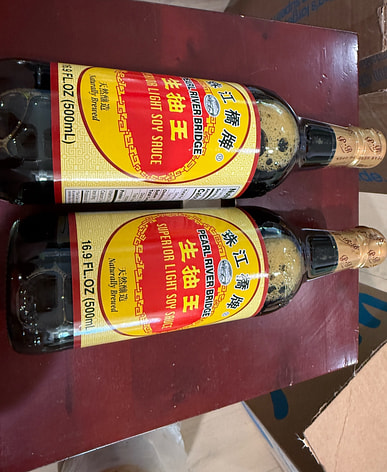 珠江橋牌®
PEARL RIVER BRIDGE
生抽王
SUPERIOR LIGHT SOY SAUCE
天然釀造
Naturally Brewed
16.9 FL.OZ (500mL)
珠江橋牌®
PEARL RIVER BRIDGE
生抽王
SUPERIOR LIGHT SOY SAUCE
天然釀造
Naturally Brewed
16.9 FL.OZ (500mL)